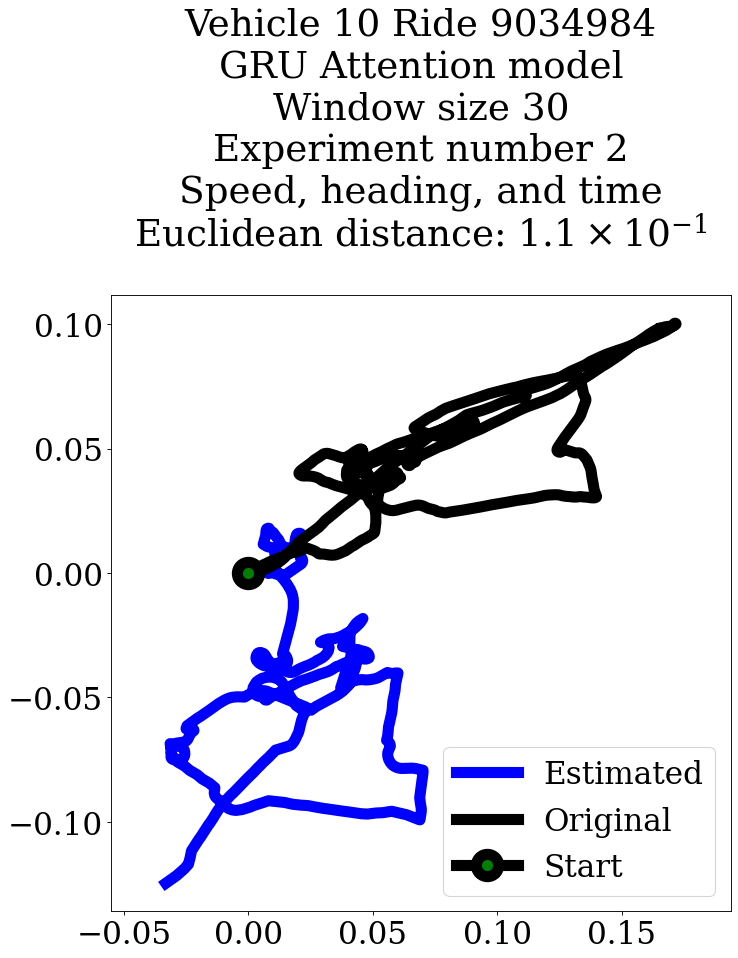 Vehicle 10 Ride 9034984
GRU Attention model
Window size 30
Experiment number 2
Speed, heading, and time
Euclidean distance: 1.1 × 10⁻¹
0.10
0.05
0.00
−0.05
−0.10
Estimated
Original
Start
−0.05 0.00 0.05 0.10 0.15